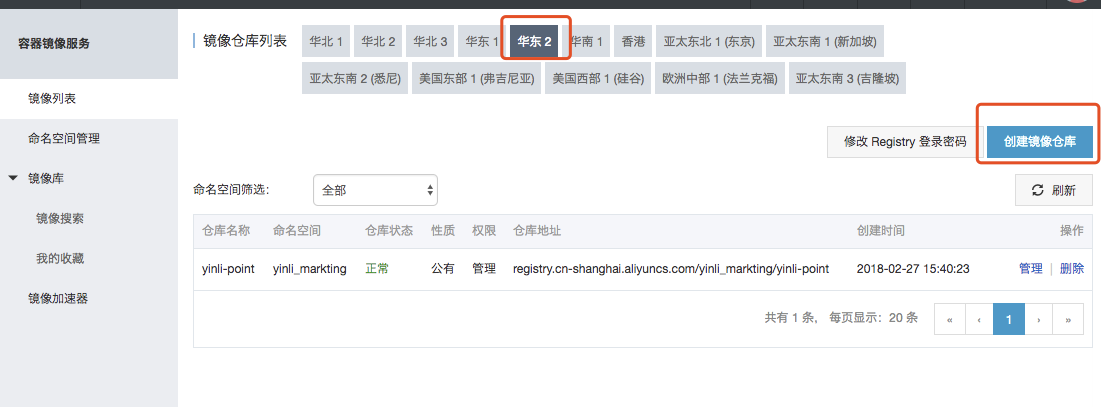 容器镜像服务
镜像列表
命名空间管理
镜像库
镜像搜索
我的收藏
镜像加速器
镜像仓库列表 华北 1 华北 2 华北 3 华东 1 华东 2 华南 1 香港 亚太东北 1 (东京) 亚太东南 1 (新加坡)
亚太东南 2 (悉尼) 美国东部 1 (弗吉尼亚) 美国西部 1 (硅谷) 欧洲中部 1 (法兰克福) 亚太东南 3 (吉隆坡)
修改 Registry 登录密码 创建镜像仓库
命名空间筛选： 全部 刷新
仓库名称 命名空间 仓库状态 性质 权限 仓库地址 创建时间 操作
yinli-point yinli_markting 正常 公有 管理 registry.cn-shanghai.aliyuncs.com/yinli_markting/yinli-point 2018-02-27 15:40:23 管理 | 删除
共有 1 条， 每页显示：20 条 « ‹ 1 › »